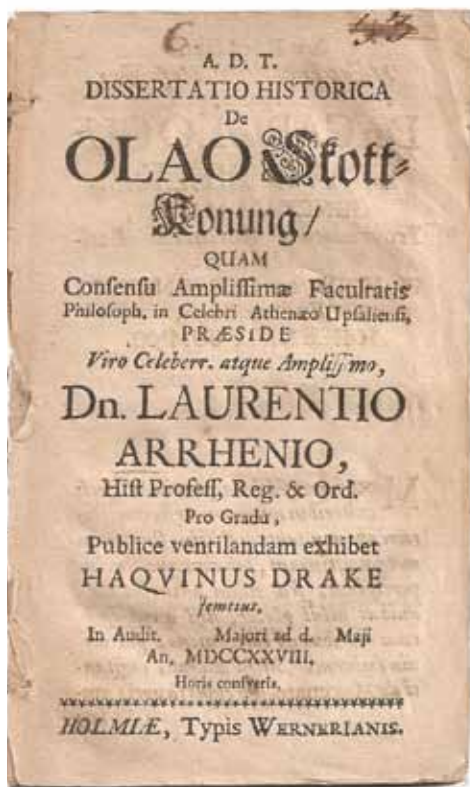 6.
A. D. T.
DISSERTATIO HISTORICA
De
OLAO Skott-
Konung/
QUAM
Consensu Amplissimæ Facultatis
Philosoph. in Celebri Athenæo Upsaliensi,
PRÆSIDE
Viro Celeberr. atque Amplissimo,
Dn. LAURENTIO
ARRHENIO,
Hist Profess, Reg. & Ord.
Pro Gradu,
Publice ventilandam exhibet
HAQVINUS DRAKE
Jemtius.
In Audit. Majori ad d. Maji
An, MDCCXXVIII,
Horis consvetis.
HOLMIÆ, Typis WERNERIANIS.